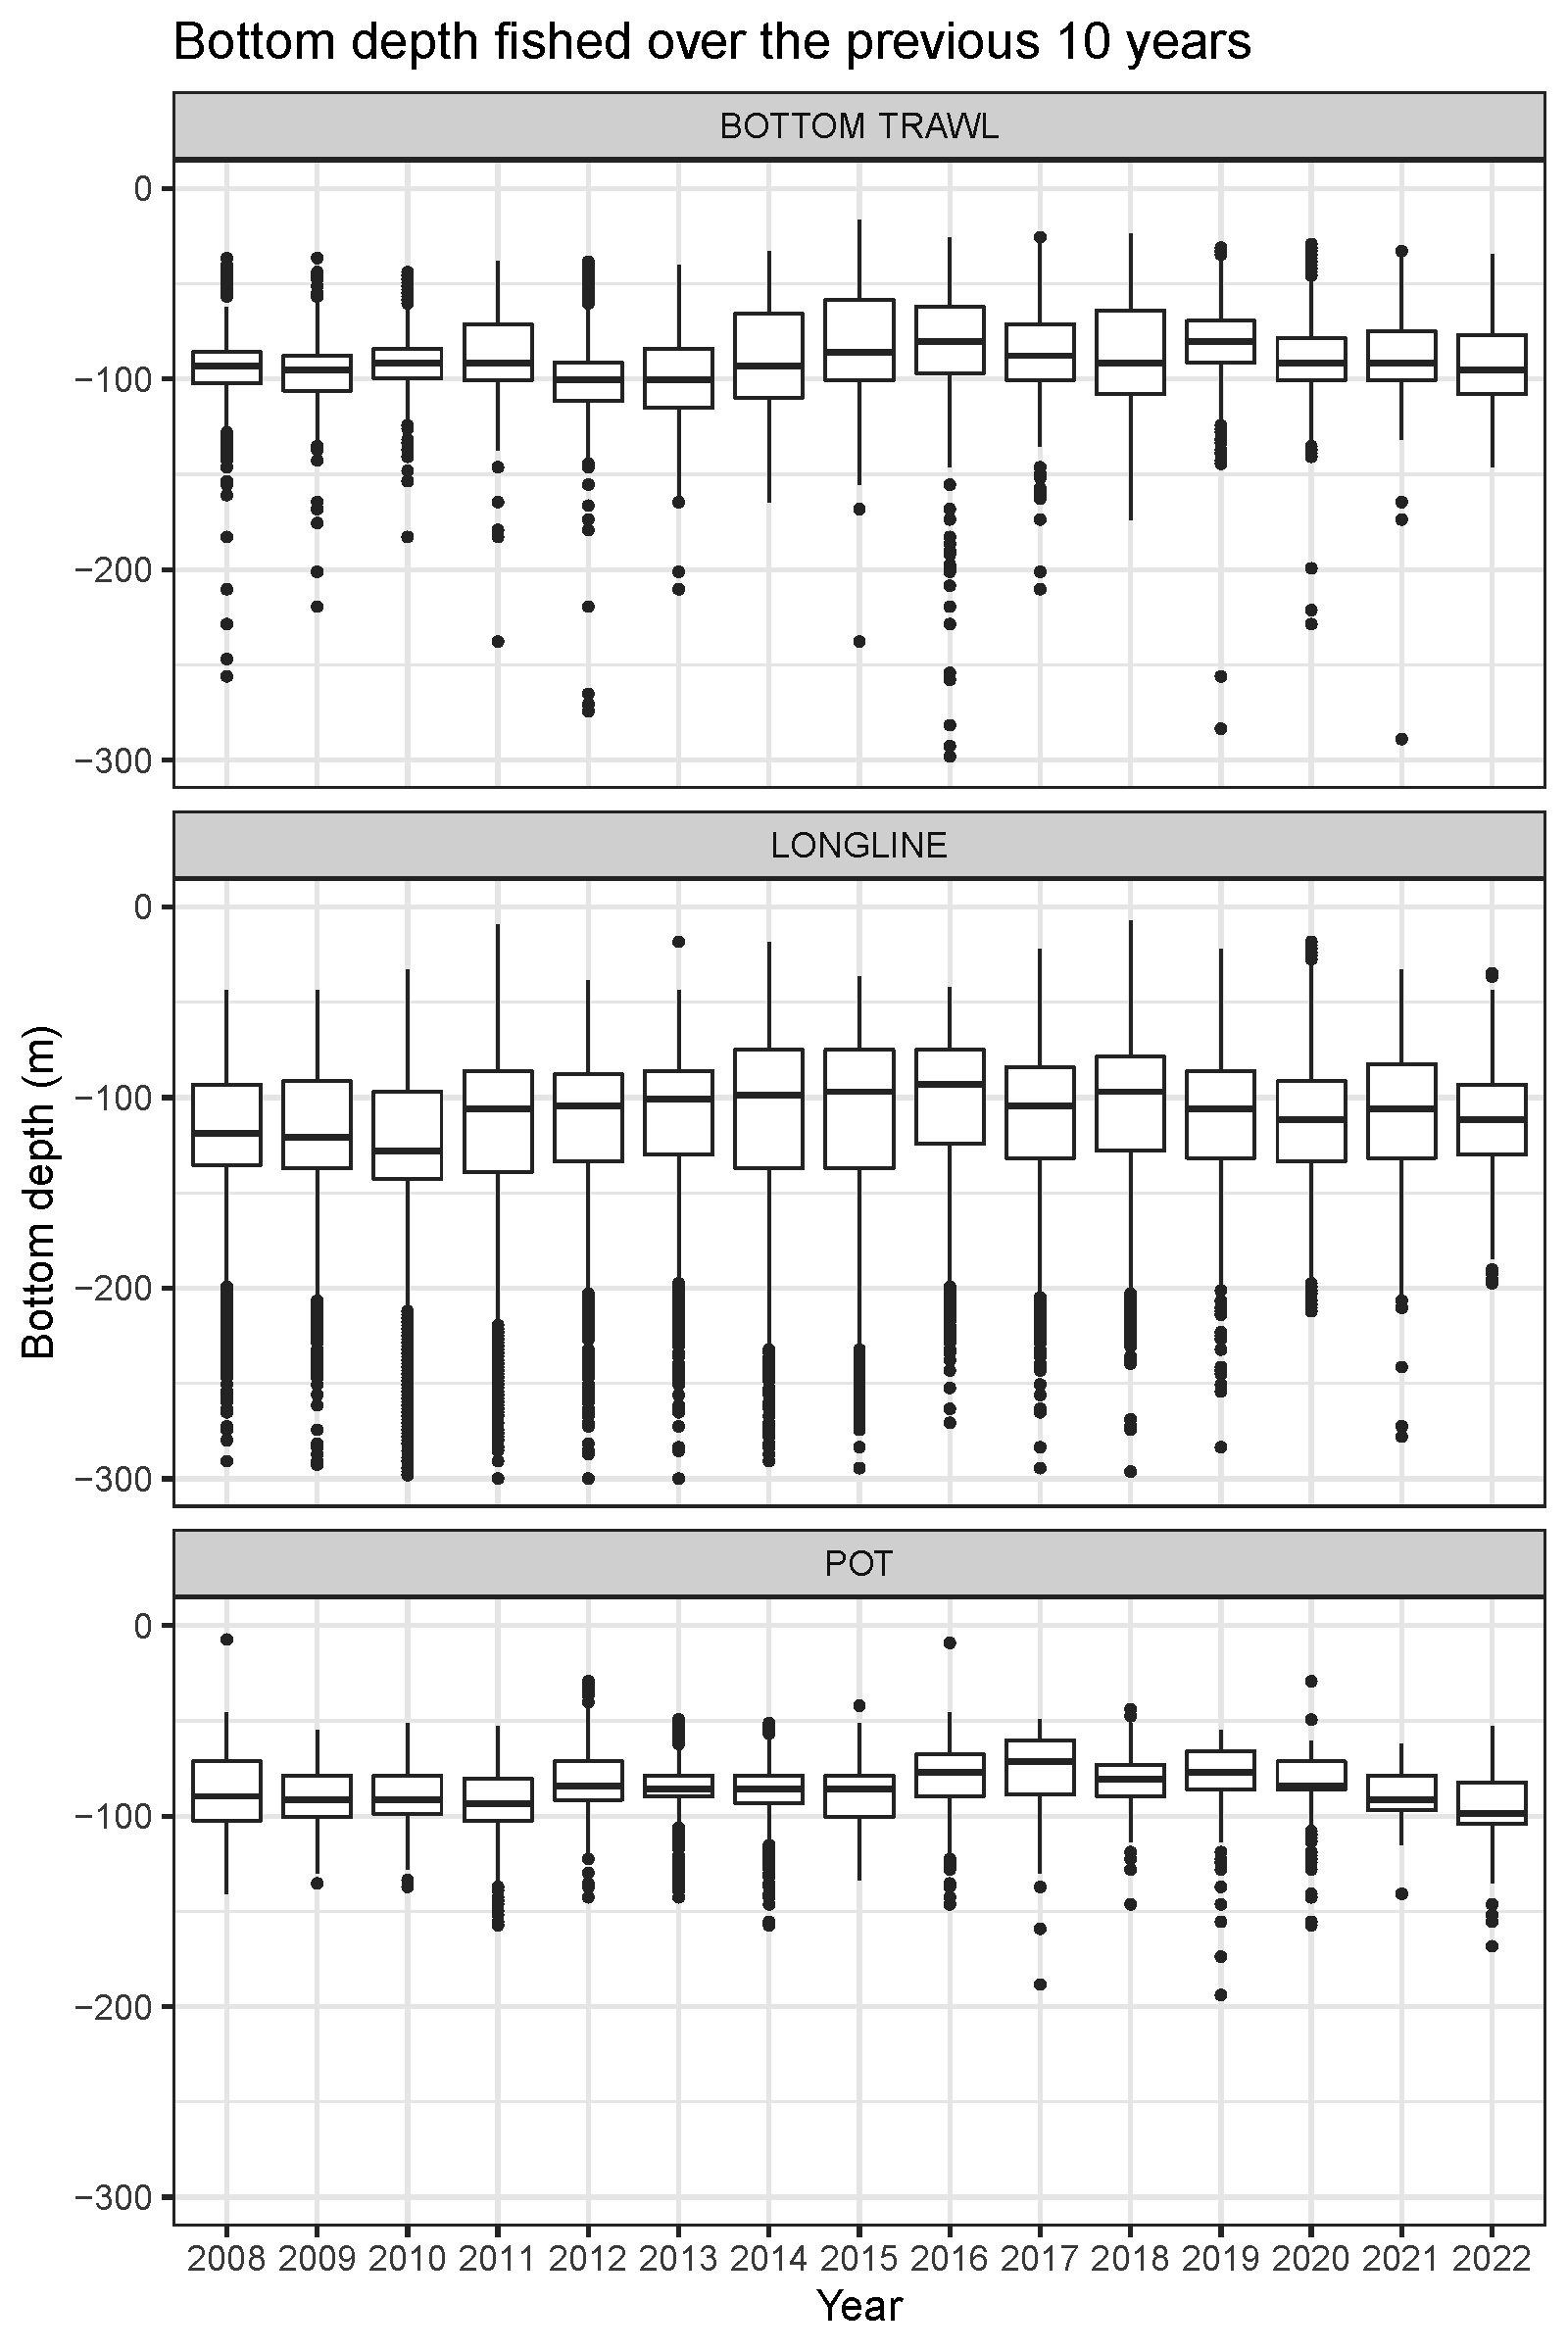 Bottom depth fished over the previous 10 years
BOTTOM TRAWL
0
−100
−200
−300
LONGLINE
0
−100
−200
−300
POT
0
−100
−200
−300
Bottom depth (m)
2008 2009 2010 2011 2012 2013 2014 2015 2016 2017 2018 2019 2020 2021 2022
Year